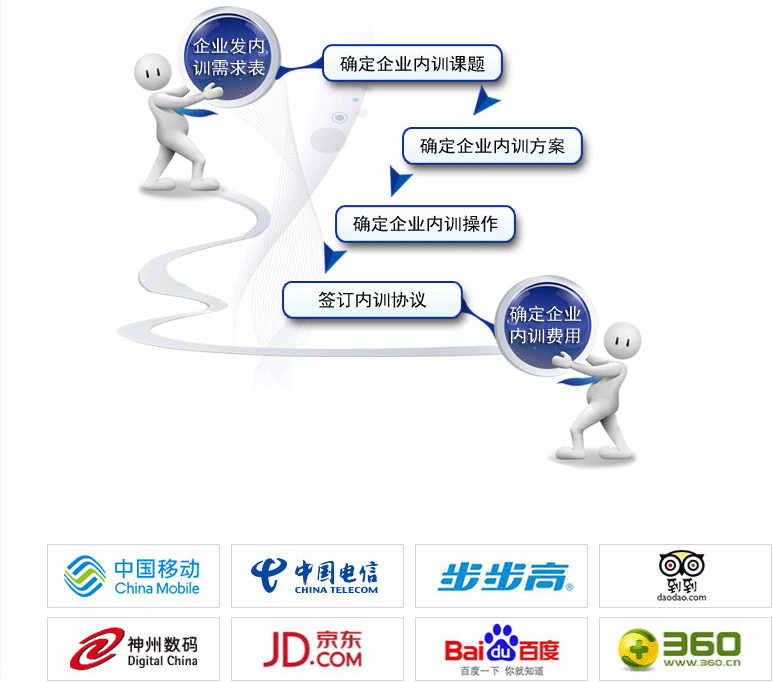 企业发内
训需求表
确定企业内训课题
确定企业内训方案
确定企业内训操作
签订内训协议
确定企业
内训费用
中国移动
China Mobile
中国电信
CHINA TELECOM
步步高®
到到
daodao.com
神州数码
Digital China
JD.京东
.COM
Bai du 百度
百度一下 你就知道
360
www.360.cn